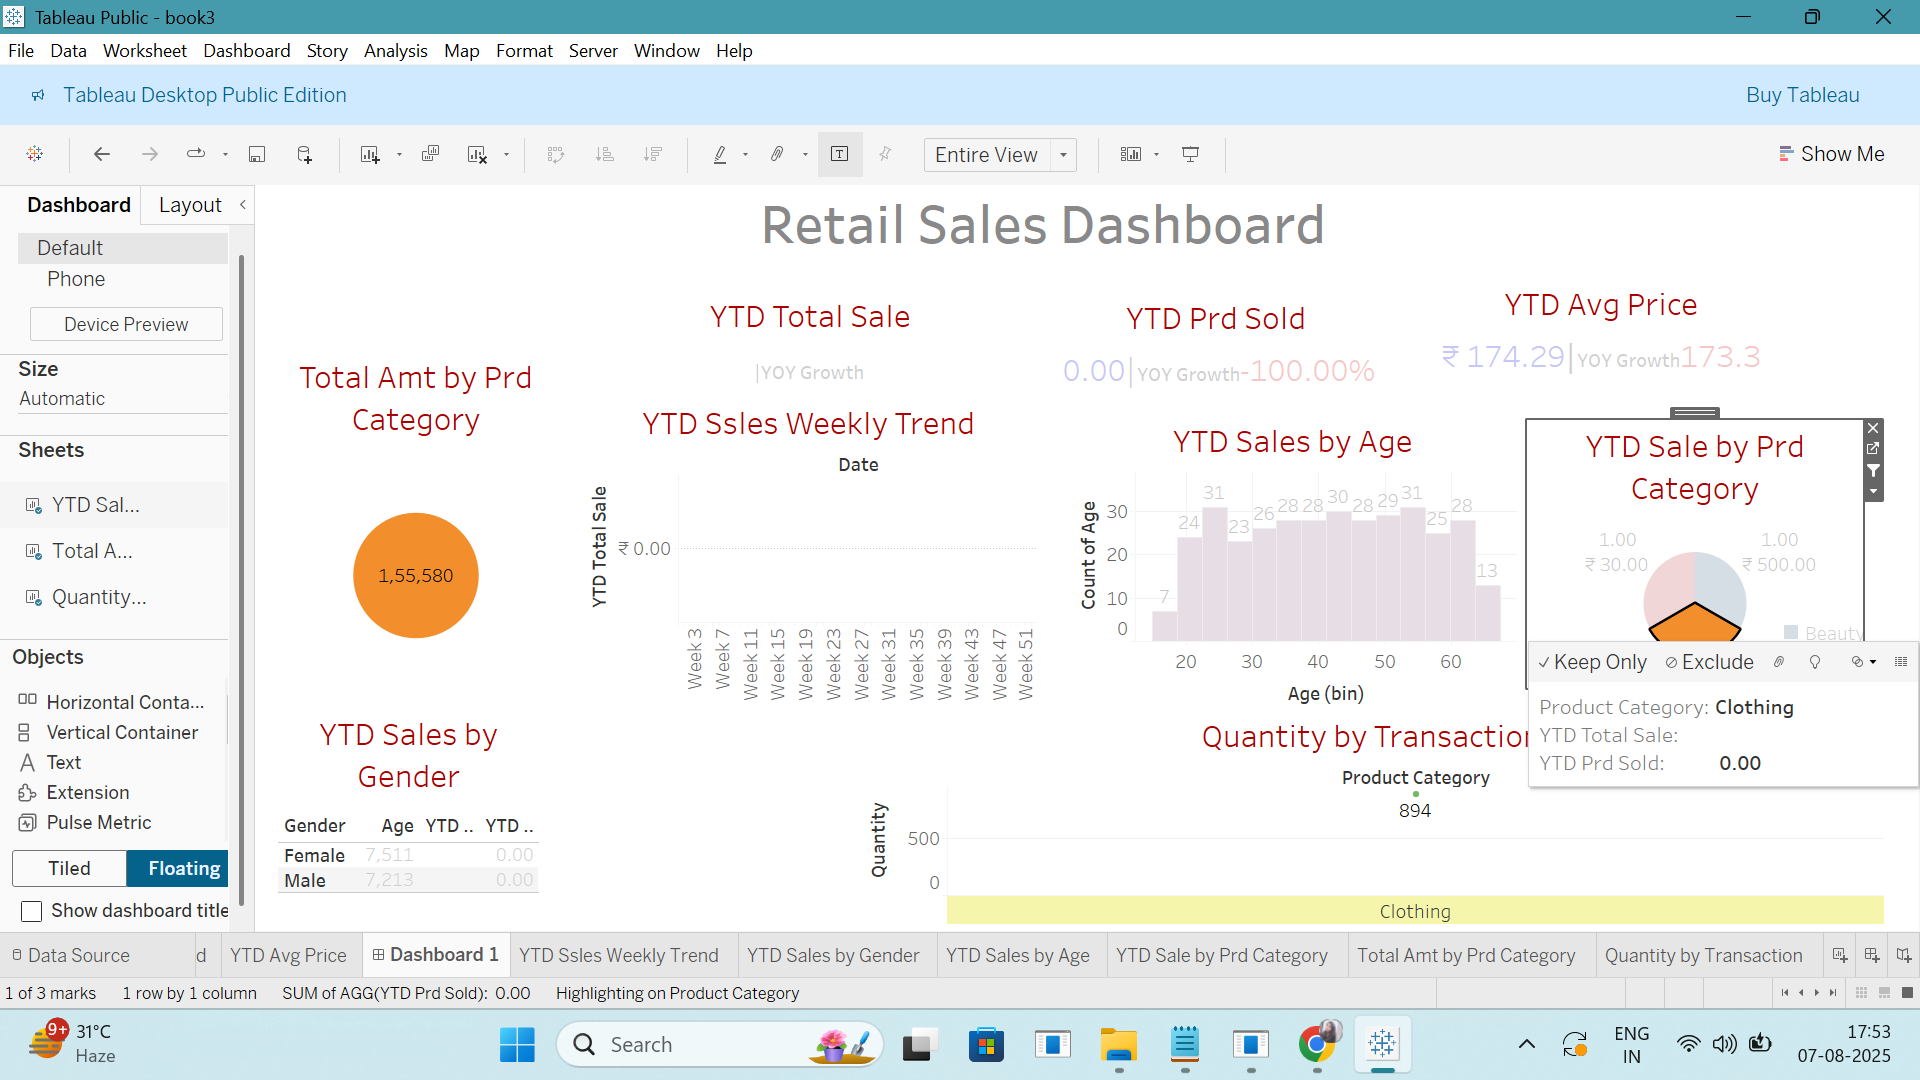 Tableau Public - book3
File Data Worksheet Dashboard Story Analysis Map Format Server Window Help
Tableau Desktop Public Edition
Buy Tableau
Entire View
Show Me
Dashboard Layout
Default
Phone
Device Preview
Size
Automatic
Sheets
YTD Sal...
Total A...
Quantity...
Objects
Horizontal Conta...
Vertical Container
Text
Extension
Pulse Metric
Tiled Floating
Show dashboard title
Retail Sales Dashboard
YTD Total Sale
|YOY Growth
YTD Prd Sold
0.00|YOY Growth-100.00%
YTD Avg Price
₹ 174.29|YOY Growth173.3
Total Amt by Prd
Category
1,55,580
YTD Ssles Weekly Trend
Date
YTD Total Sale
₹ 0.00
Week 3
Week 7
Week 11
Week 15
Week 19
Week 23
Week 27
Week 31
Week 35
Week 39
Week 43
Week 47
Week 51
YTD Sales by Age
Count of Age
30
20
10
0
7
24
31
23
26
28
28
30
28
29
31
25
28
13
20 30 40 50 60
Age (bin)
YTD Sale by Prd
Category
1.00
₹ 30.00
1.00
₹ 500.00
Beauty
Keep Only Exclude
Product Category: Clothing
YTD Total Sale:
YTD Prd Sold: 0.00
YTD Sales by
Gender
Gender Age YTD .. YTD ..
Female 7,511 0.00
Male 7,213 0.00
Quantity by Transaction
Product Category
894
Quantity
500
0
Clothing
Data Source d YTD Avg Price Dashboard 1 YTD Ssles Weekly Trend YTD Sales by Gender YTD Sales by Age YTD Sale by Prd Category Total Amt by Prd Category Quantity by Transaction
1 of 3 marks 1 row by 1 column SUM of AGG(YTD Prd Sold): 0.00 Highlighting on Product Category
9+
31°C
Haze
Search
ENG
IN
17:53
07-08-2025